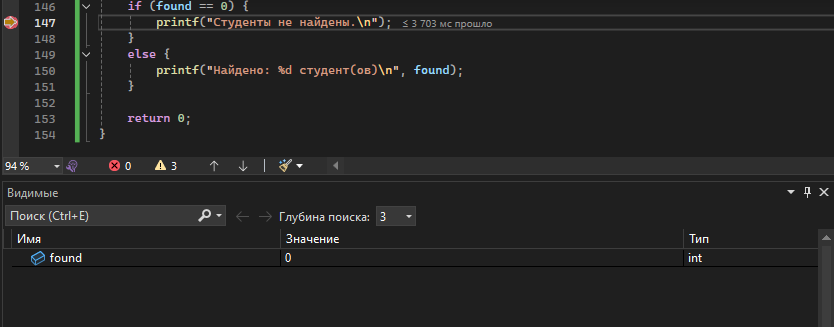 146 if (found == 0) {
147 printf("Студенты не найдены.\n"); ≤ 3 703 мс прошло
148 }
149 else {
150 printf("Найдено: %d студент(ов)\n", found);
151 }
152
153 return 0;
154 }
94 % 0 3
Видимые
Поиск (Ctrl+E) Глубина поиска: 3
Имя Значение Тип
found 0 int